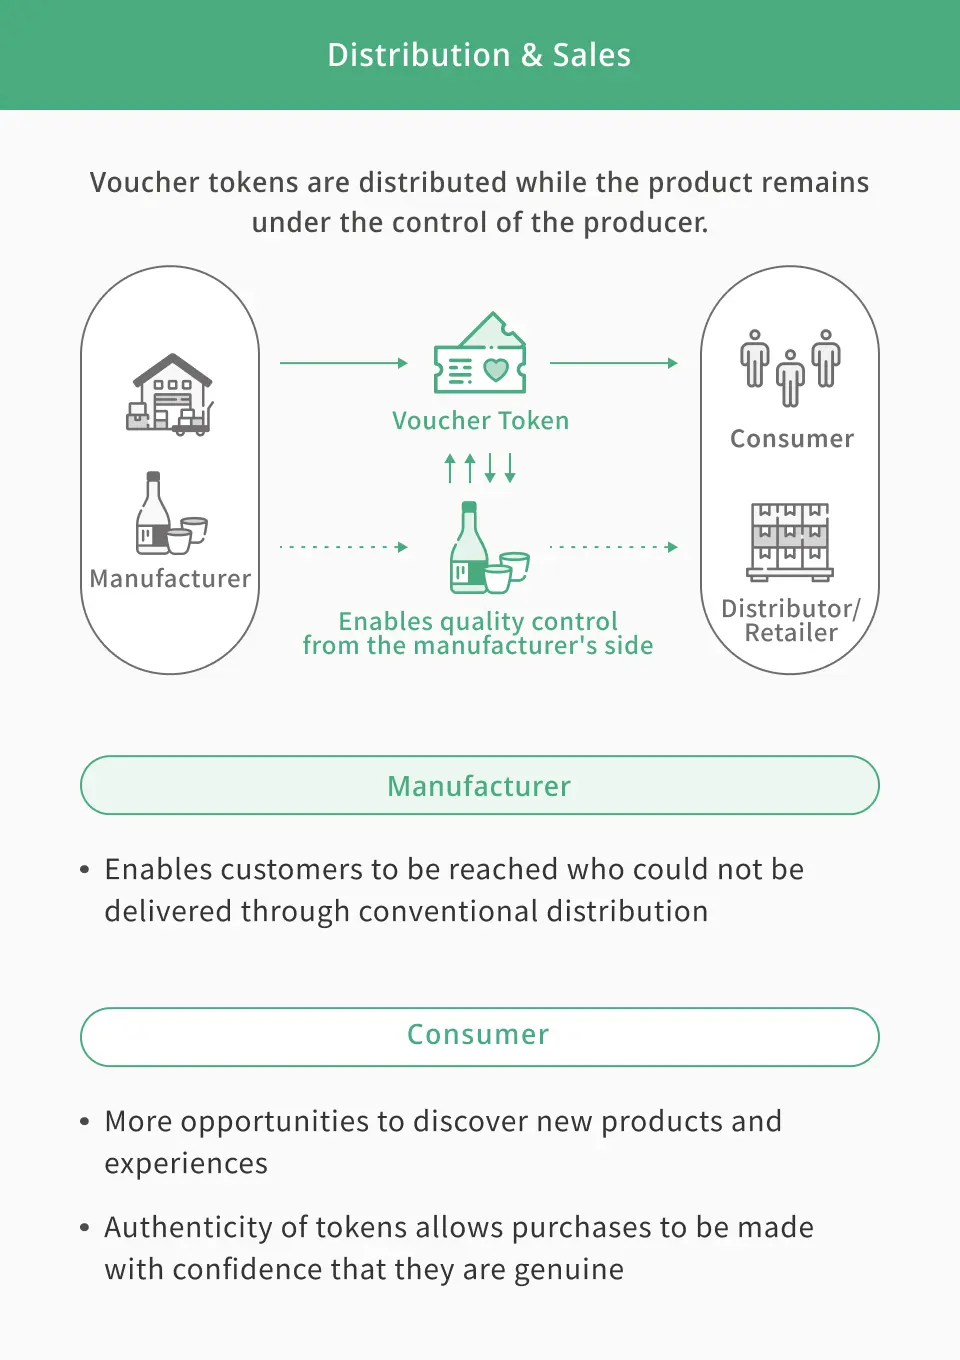 Distribution & Sales
Voucher tokens are distributed while the product remains
under the control of the producer.
Voucher Token
Consumer
Manufacturer
Enables quality control
from the manufacturer's side
Distributor/
Retailer
Manufacturer
• Enables customers to be reached who could not be
delivered through conventional distribution
Consumer
• More opportunities to discover new products and
experiences
• Authenticity of tokens allows purchases to be made
with confidence that they are genuine